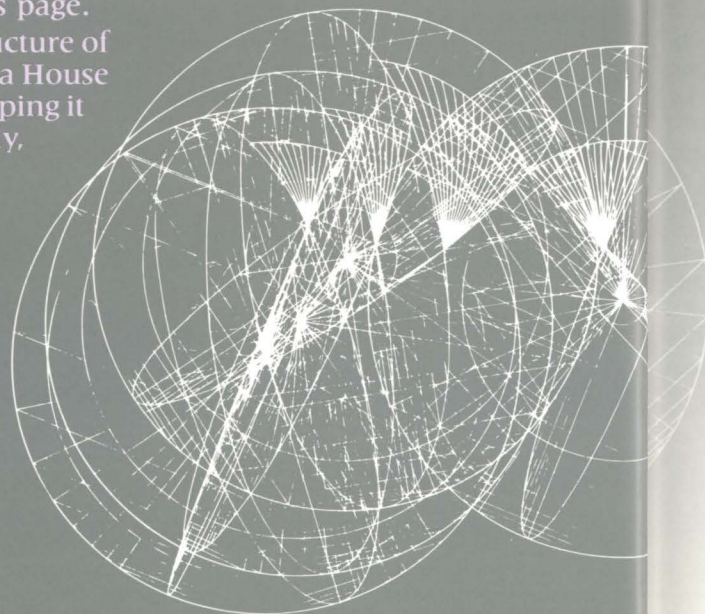 s page.
ucture of
a House
ping it
y,